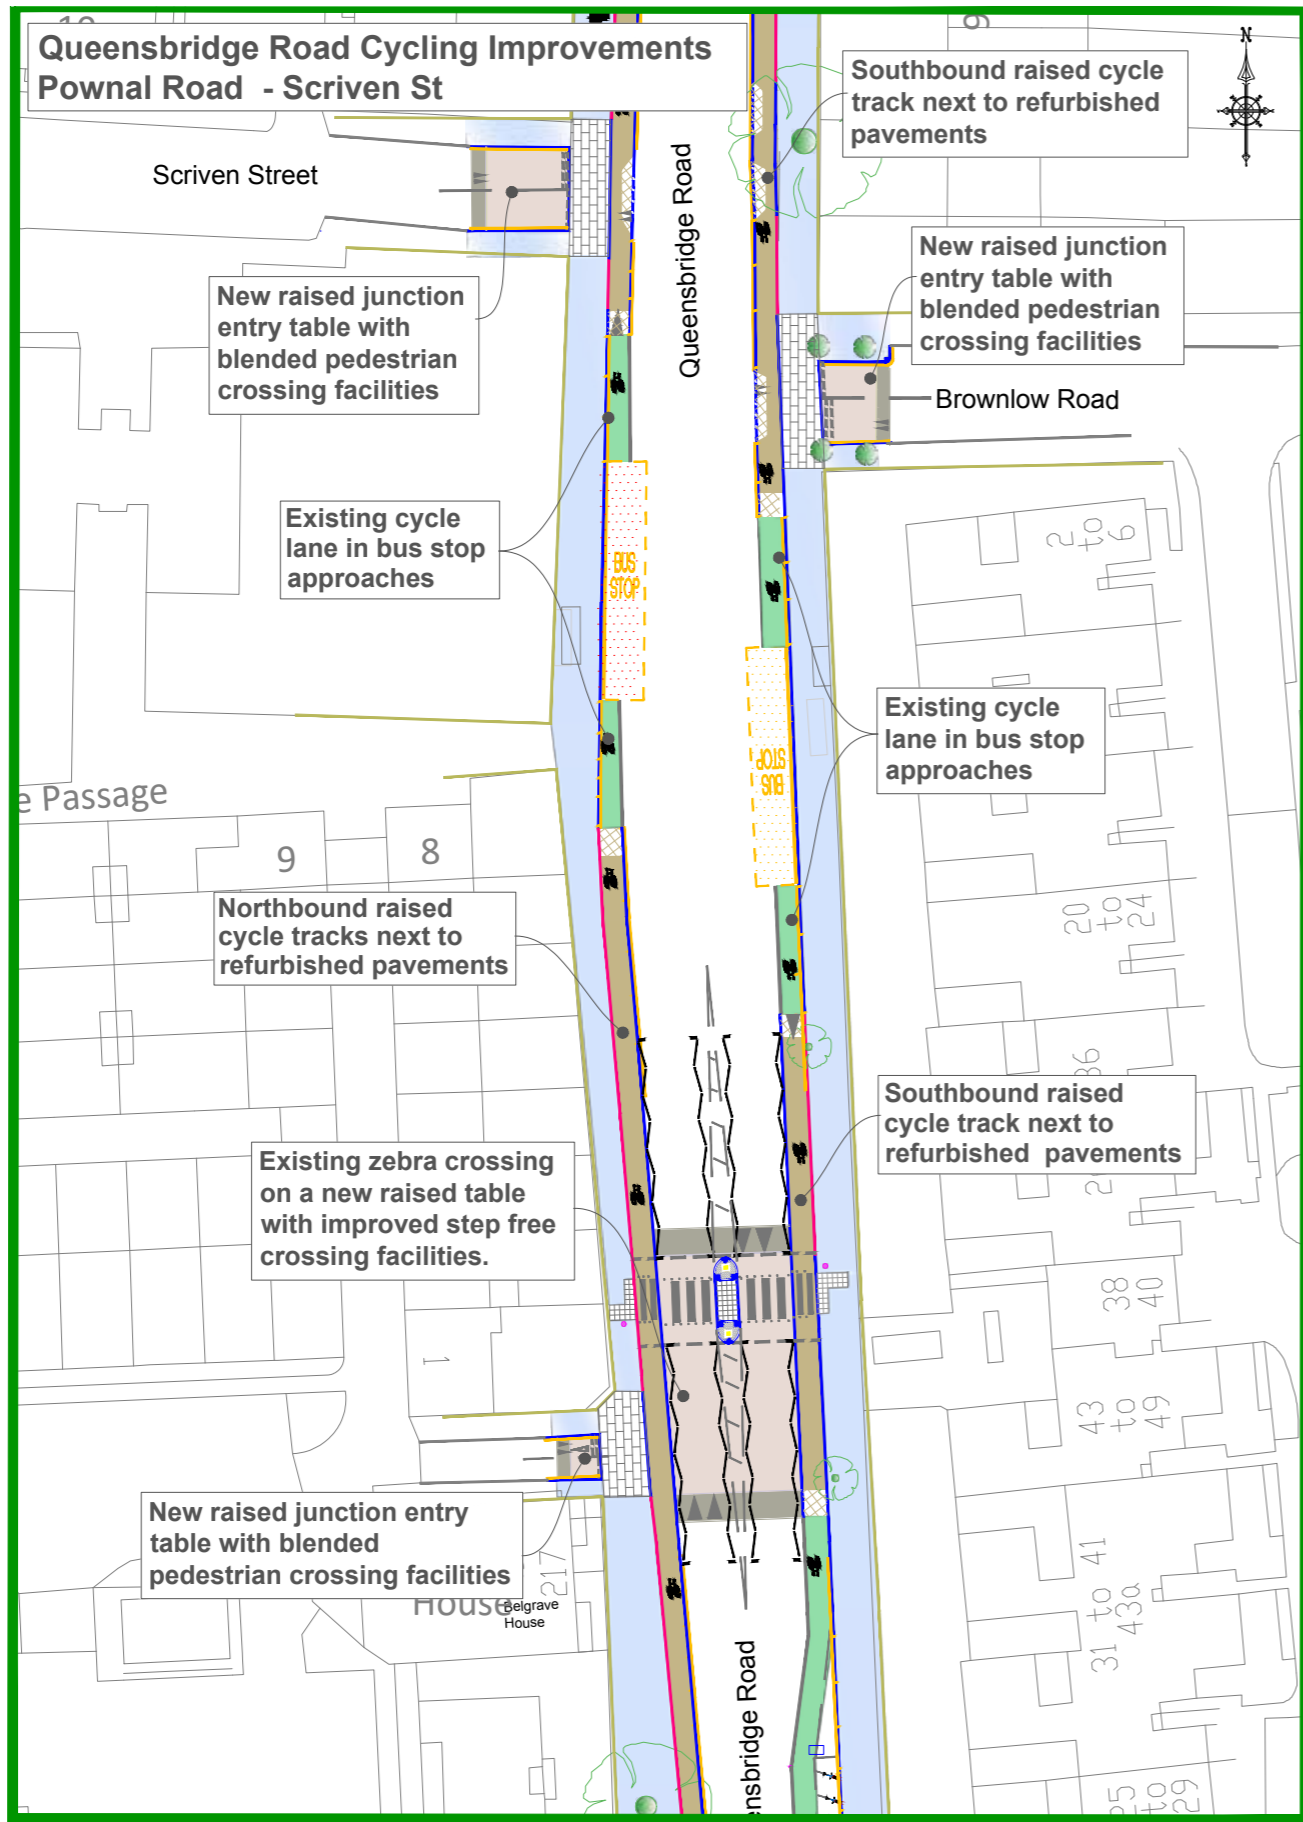 Queensbridge Road Cycling Improvements
Pownal Road - Scriven St
N
Southbound raised cycle
track next to refurbished
pavements
Scriven Street
Queensbridge Road
New raised junction
entry table with
blended pedestrian
crossing facilities
New raised junction
entry table with
blended pedestrian
crossing facilities
Brownlow Road
Existing cycle
lane in bus stop
approaches
BUS
STOP
2
to
6
Existing cycle
lane in bus stop
approaches
BUS
STOP
e Passage
9
8
Northbound raised
cycle tracks next to
refurbished pavements
20
to
24
36
Southbound raised
cycle track next to
refurbished pavements
Existing zebra crossing
on a new raised table
with improved step free
crossing facilities.
38
40
1
43
to
49
New raised junction entry
table with blended
pedestrian crossing facilities
217
House
Belgrave
House
31 to 41
43a
ensbridge Road
25
to
29